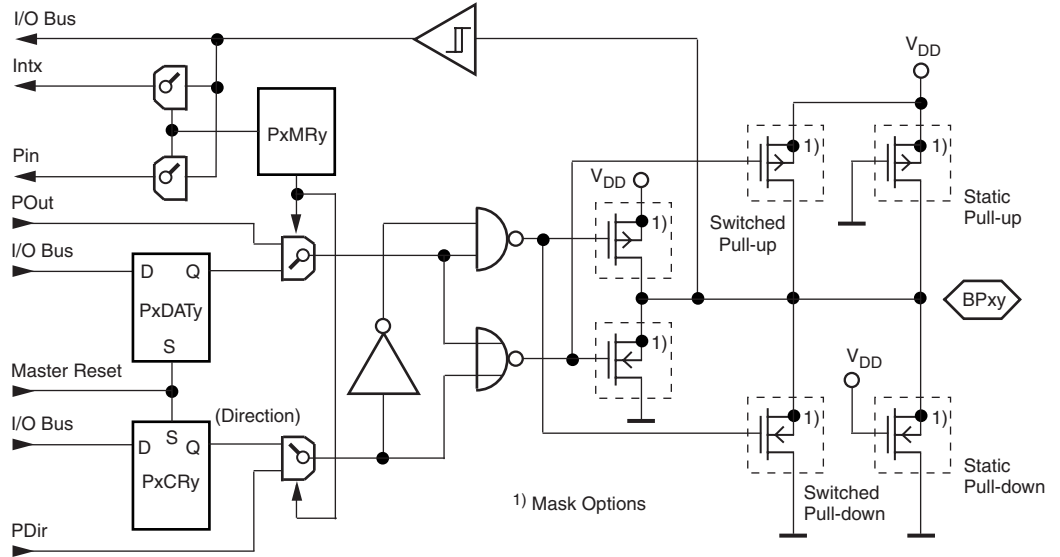 I/O Bus
Intx
Pin
POut
I/O Bus
Master Reset
I/O Bus
PDir
PxMRy
D Q
PxDATy
S
(Direction)
D S Q
PxCRy
VDD
1)
1)
VDD
1)
1)
Switched
Pull-up
Static
Pull-up
BPxy
VDD
1)
1)
Switched
Pull-down
Static
Pull-down
1) Mask Options